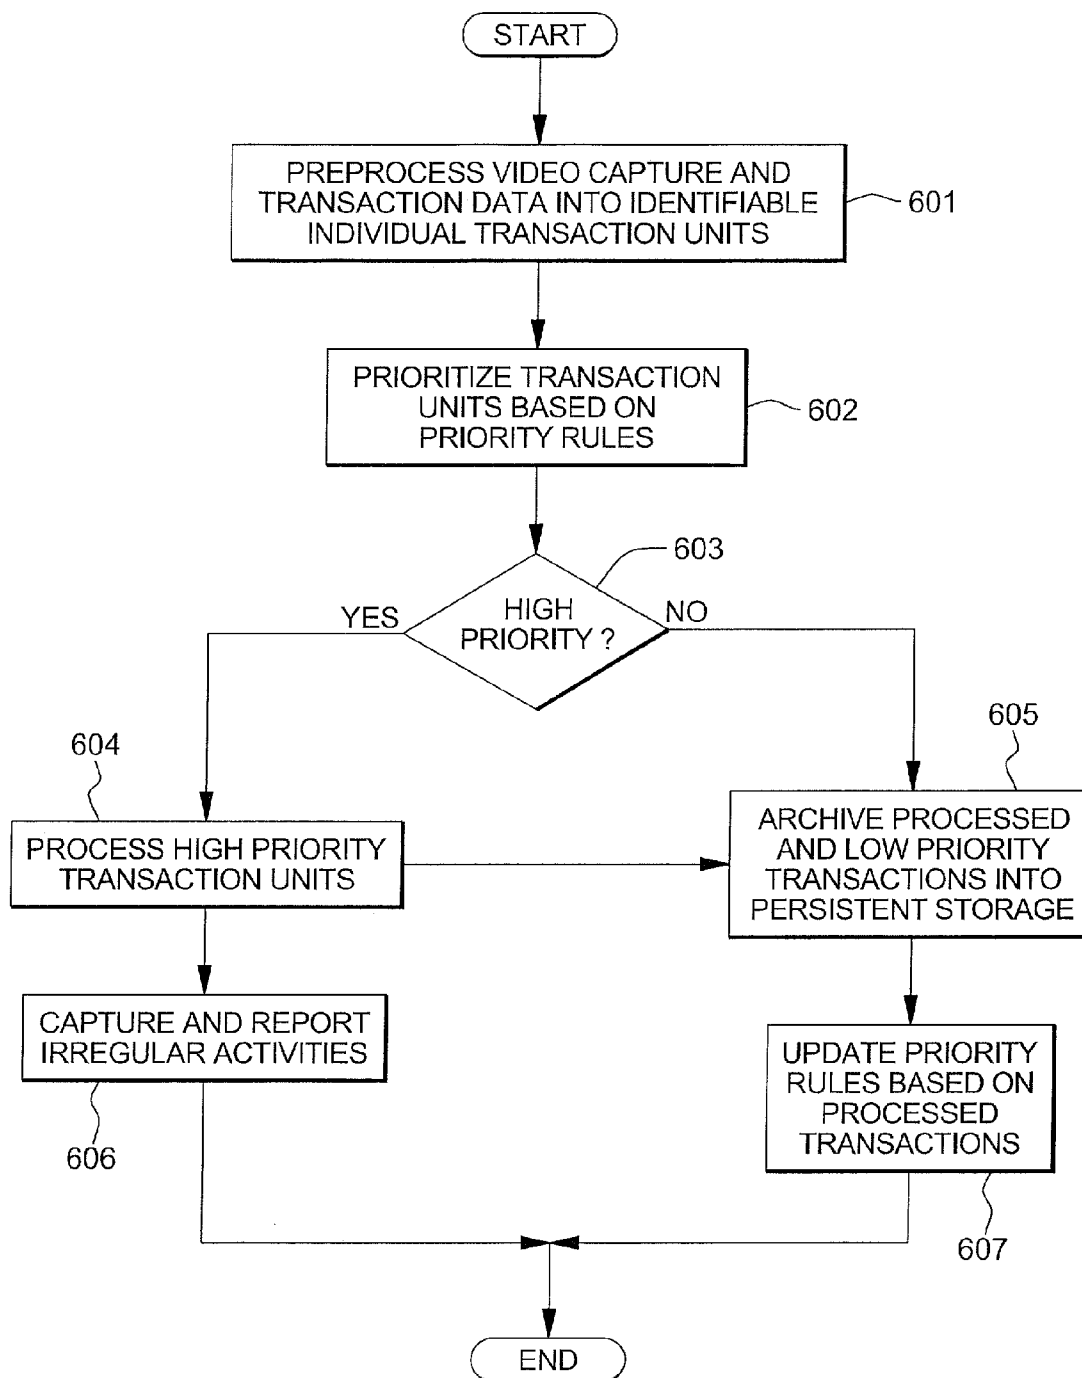 START
PREPROCESS VIDEO CAPTURE AND
TRANSACTION DATA INTO IDENTIFIABLE
INDIVIDUAL TRANSACTION UNITS
601
PRIORITIZE TRANSACTION
UNITS BASED ON
PRIORITY RULES
602
603
YES
HIGH
PRIORITY ?
NO
604
605
PROCESS HIGH PRIORITY
TRANSACTION UNITS
ARCHIVE PROCESSED
AND LOW PRIORITY
TRANSACTIONS INTO
PERSISTENT STORAGE
CAPTURE AND REPORT
IRREGULAR ACTIVITIES
606
UPDATE PRIORITY
RULES BASED ON
PROCESSED
TRANSACTIONS
607
END